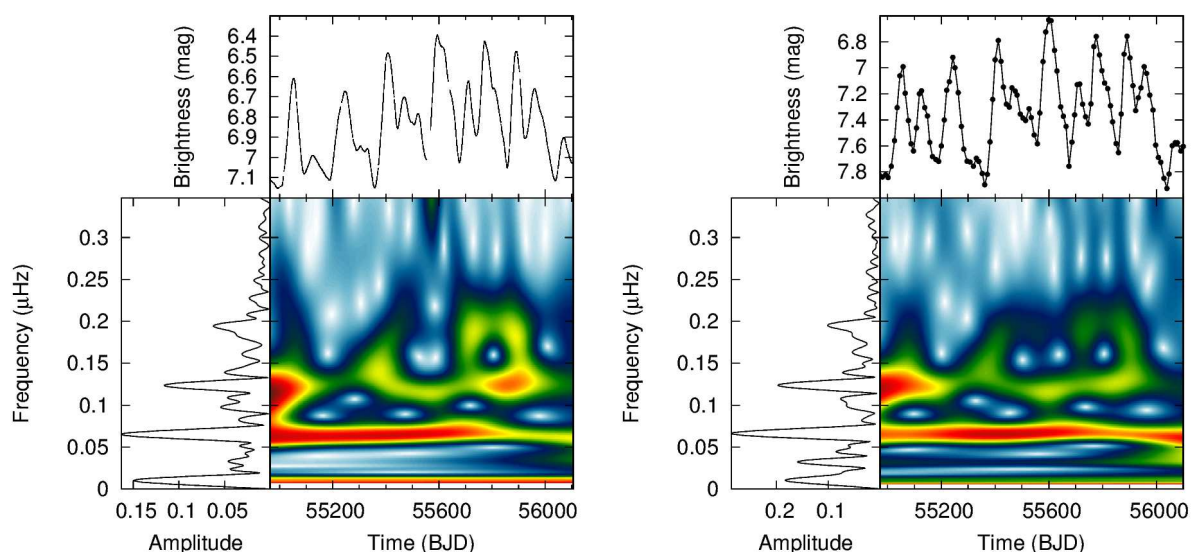 6.4
6.5
6.6
6.8
6.9
7
7.1
Brightness (mag)
0.3
0.25
0.2
0.15
0.1
0.05
0
Frequency (μHz)
0.15 0.1 0.05
Amplitude
55200 55600 56000
Time (BJD)
6.8
7
7.2
7.4
7.6
7.8
Brightness (mag)
0.3
0.25
0.2
0.15
0.1
0.05
0
Frequency (μHz)
0.2 0.1
Amplitude
55200 55600 56000
Time (BJD)